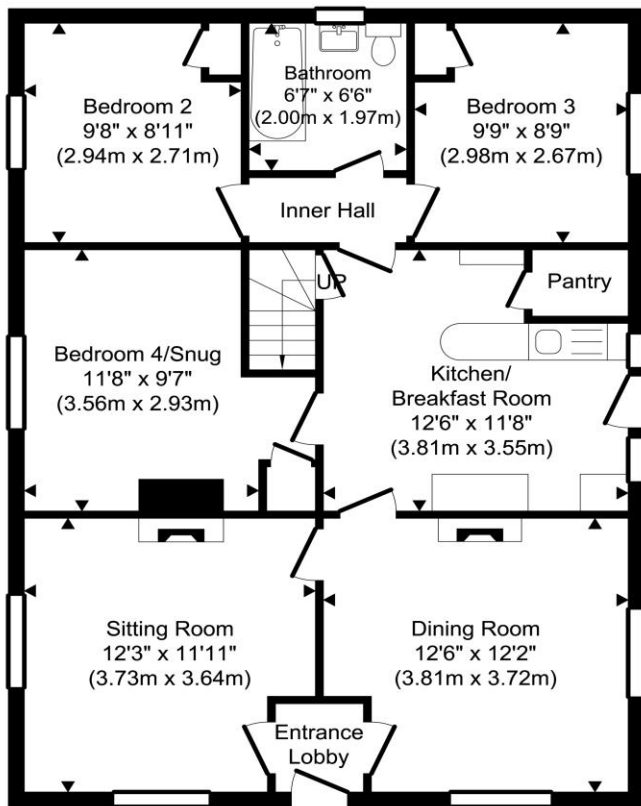 Bedroom 2
9'8" x 8'11"
(2.94m x 2.71m)
Bathroom
6'7" x 6'6"
(2.00m x 1.97m)
Bedroom 3
9'9" x 8'9"
(2.98m x 2.67m)
Inner Hall
UP
Pantry
Bedroom 4/Snug
11'8" x 9'7"
(3.56m x 2.93m)
Kitchen/
Breakfast Room
12'6" x 11'8"
(3.81m x 3.55m)
Sitting Room
12'3" x 11'11"
(3.73m x 3.64m)
Dining Room
12'6" x 12'2"
(3.81m x 3.72m)
Entrance
Lobby